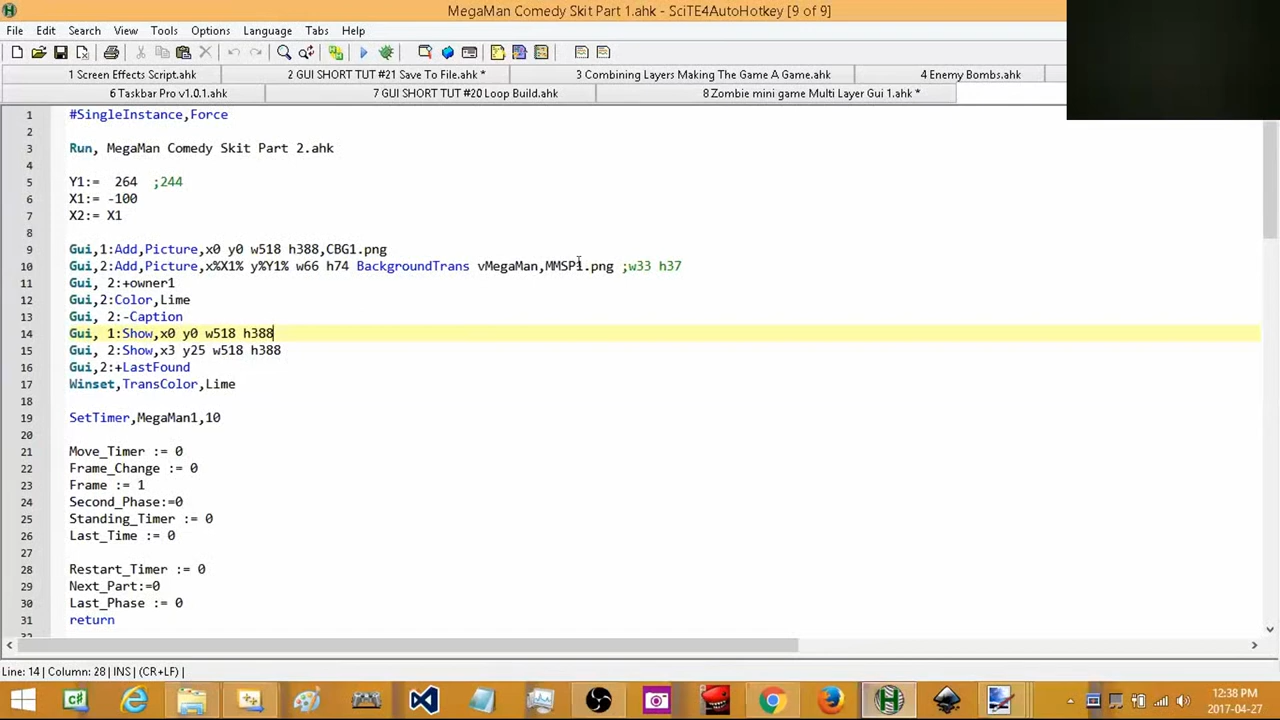 MegaMan Comedy Skit Part 1.ahk - SciTE4AutoHotkey [9 of 9]
File Edit Search View Tools Options Language Tabs Help
1 Screen Effects Script.ahk 2 GUI SHORT TUT #21 Save To File.ahk * 3 Combining Layers Making The Game A Game.ahk 4 Enemy Bombs.ahk
6 Taskbar Pro v1.0.1.ahk 7 GUI SHORT TUT #20 Loop Build.ahk 8 Zombie mini game Multi Layer Gui 1.ahk *
1 #SingleInstance,Force
2
3 Run, MegaMan Comedy Skit Part 2.ahk
4
5 Y1:=  264  ;244
6 X1:= -100
7 X2:= X1
8
9 Gui,1:Add,Picture,x0 y0 w518 h388,CBG1.png
10 Gui,2:Add,Picture,x%X1% y%Y1% w66 h74 BackgroundTrans vMegaMan,MMSP1.png ;w33 h37
11 Gui, 2:+owner1
12 Gui,2:Color,Lime
13 Gui, 2:-Caption
14 Gui, 1:Show,x0 y0 w518 h388
15 Gui, 2:Show,x3 y25 w518 h388
16 Gui,2:+LastFound
17 Winset,TransColor,Lime
18
19 SetTimer,MegaMan1,10
20
21 Move_Timer := 0
22 Frame_Change := 0
23 Frame := 1
24 Second_Phase:=0
25 Standing_Timer := 0
26 Last_Time := 0
27
28 Restart_Timer := 0
29 Next_Part:=0
30 Last_Phase := 0
31 return
Line: 14 | Column: 28 | INS | (CR+LF)
12:38 PM
2017-04-27